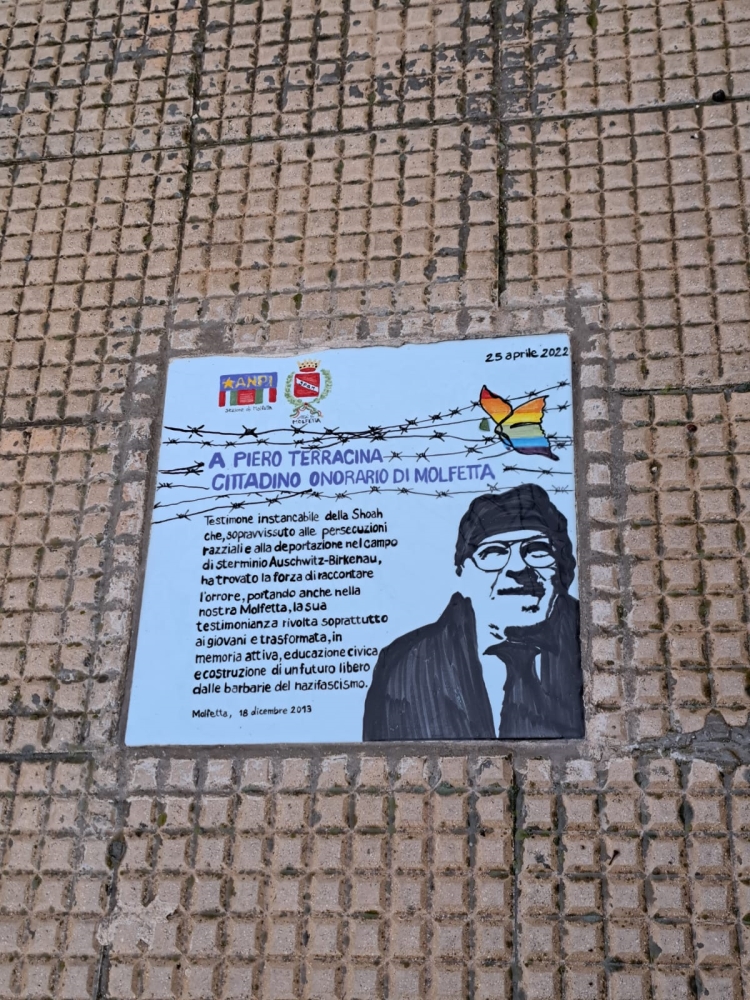 25 aprile 2022
ANPI
sezione di Molfetta
MOLFETTA
A PIERO TERRACINA
CITTADINO ONORARIO DI MOLFETTA
Testimone instancabile della Shoah
che, sopravvissuto alle persecuzioni
razziali e alla deportazione nel campo
di sterminio Auschwitz-Birkenau,
ha trovato la forza di raccontare
l'orrore, portando anche nella
nostra Molfetta, la sua
testimonianza rivolta soprattutto
ai giovani e trasformata, in
memoria attiva, educazione civica
e costruzione di un futuro libero
dalle barbarie del nazifascismo.
Molfetta, 18 dicembre 2013